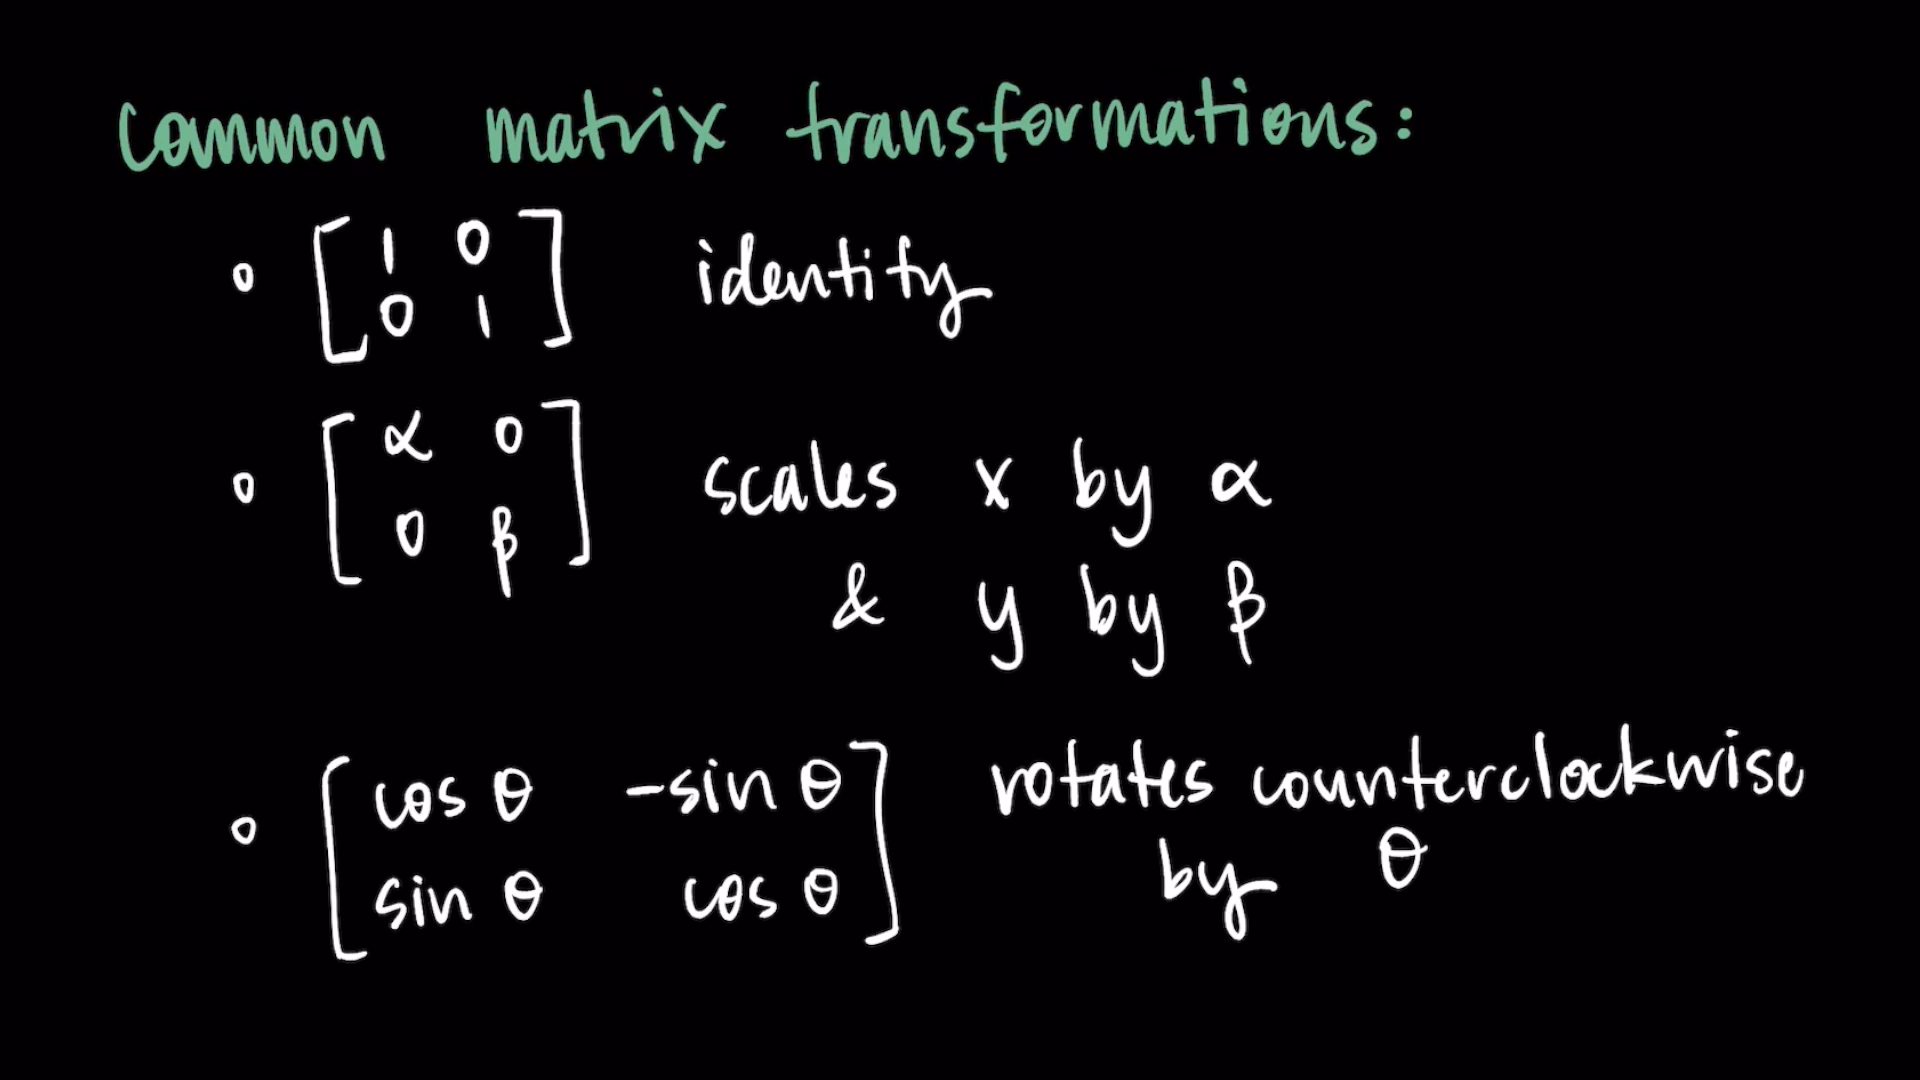 common matrix transformations:
∘ [1 0
0 1] identity
∘ [α 0
0 β] scales x by α
& y by β
∘ [cos θ -sin θ
sin θ cos θ] rotates counterclockwise
by θ